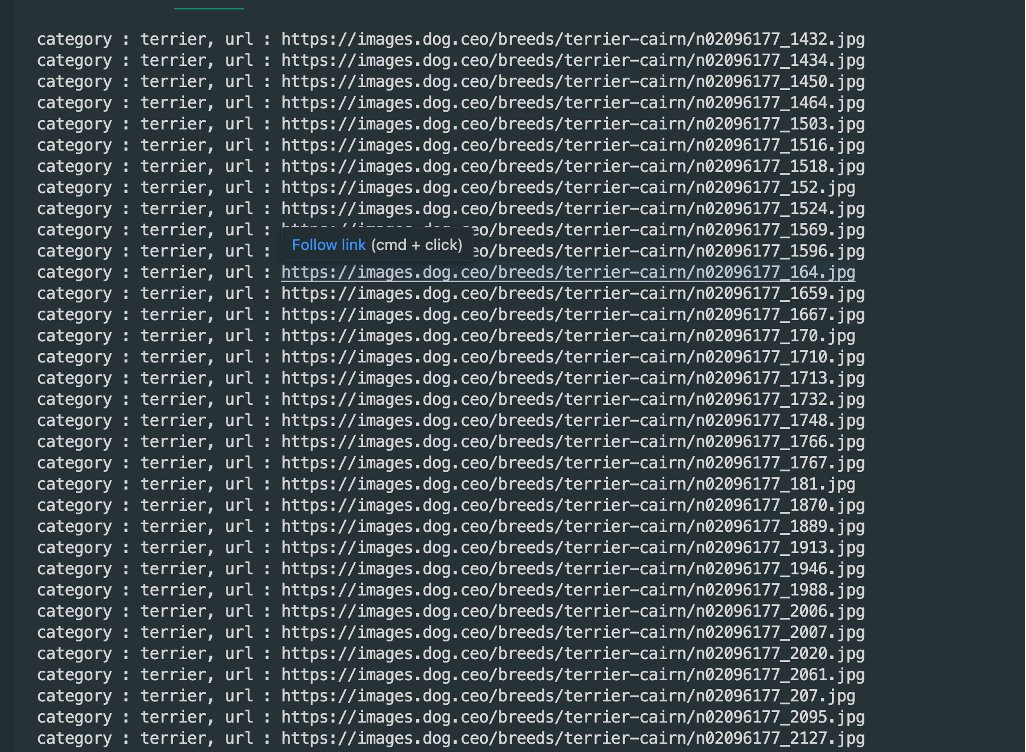 category : terrier, url : https://images.dog.ceo/breeds/terrier-cairn/n02096177_1432.jpg
category : terrier, url : https://images.dog.ceo/breeds/terrier-cairn/n02096177_1434.jpg
category : terrier, url : https://images.dog.ceo/breeds/terrier-cairn/n02096177_1450.jpg
category : terrier, url : https://images.dog.ceo/breeds/terrier-cairn/n02096177_1464.jpg
category : terrier, url : https://images.dog.ceo/breeds/terrier-cairn/n02096177_1503.jpg
category : terrier, url : https://images.dog.ceo/breeds/terrier-cairn/n02096177_1516.jpg
category : terrier, url : https://images.dog.ceo/breeds/terrier-cairn/n02096177_1518.jpg
category : terrier, url : https://images.dog.ceo/breeds/terrier-cairn/n02096177_152.jpg
category : terrier, url : https://images.dog.ceo/breeds/terrier-cairn/n02096177_1524.jpg
category : terrier, url : eo/breeds/terrier-cairn/n02096177_1569.jpg
Follow link (cmd + click)
category : terrier, url : eo/breeds/terrier-cairn/n02096177_1596.jpg
category : terrier, url : https://images.dog.ceo/breeds/terrier-cairn/n02096177_164.jpg
category : terrier, url : https://images.dog.ceo/breeds/terrier-cairn/n02096177_1659.jpg
category : terrier, url : https://images.dog.ceo/breeds/terrier-cairn/n02096177_1667.jpg
category : terrier, url : https://images.dog.ceo/breeds/terrier-cairn/n02096177_170.jpg
category : terrier, url : https://images.dog.ceo/breeds/terrier-cairn/n02096177_1710.jpg
category : terrier, url : https://images.dog.ceo/breeds/terrier-cairn/n02096177_1713.jpg
category : terrier, url : https://images.dog.ceo/breeds/terrier-cairn/n02096177_1732.jpg
category : terrier, url : https://images.dog.ceo/breeds/terrier-cairn/n02096177_1748.jpg
category : terrier, url : https://images.dog.ceo/breeds/terrier-cairn/n02096177_1766.jpg
category : terrier, url : https://images.dog.ceo/breeds/terrier-cairn/n02096177_1767.jpg
category : terrier, url : https://images.dog.ceo/breeds/terrier-cairn/n02096177_181.jpg
category : terrier, url : https://images.dog.ceo/breeds/terrier-cairn/n02096177_1870.jpg
category : terrier, url : https://images.dog.ceo/breeds/terrier-cairn/n02096177_1889.jpg
category : terrier, url : https://images.dog.ceo/breeds/terrier-cairn/n02096177_1913.jpg
category : terrier, url : https://images.dog.ceo/breeds/terrier-cairn/n02096177_1946.jpg
category : terrier, url : https://images.dog.ceo/breeds/terrier-cairn/n02096177_1988.jpg
category : terrier, url : https://images.dog.ceo/breeds/terrier-cairn/n02096177_2006.jpg
category : terrier, url : https://images.dog.ceo/breeds/terrier-cairn/n02096177_2007.jpg
category : terrier, url : https://images.dog.ceo/breeds/terrier-cairn/n02096177_2020.jpg
category : terrier, url : https://images.dog.ceo/breeds/terrier-cairn/n02096177_2061.jpg
category : terrier, url : https://images.dog.ceo/breeds/terrier-cairn/n02096177_207.jpg
category : terrier, url : https://images.dog.ceo/breeds/terrier-cairn/n02096177_2095.jpg
category : terrier, url : https://images.dog.ceo/breeds/terrier-cairn/n02096177_2127.jpg